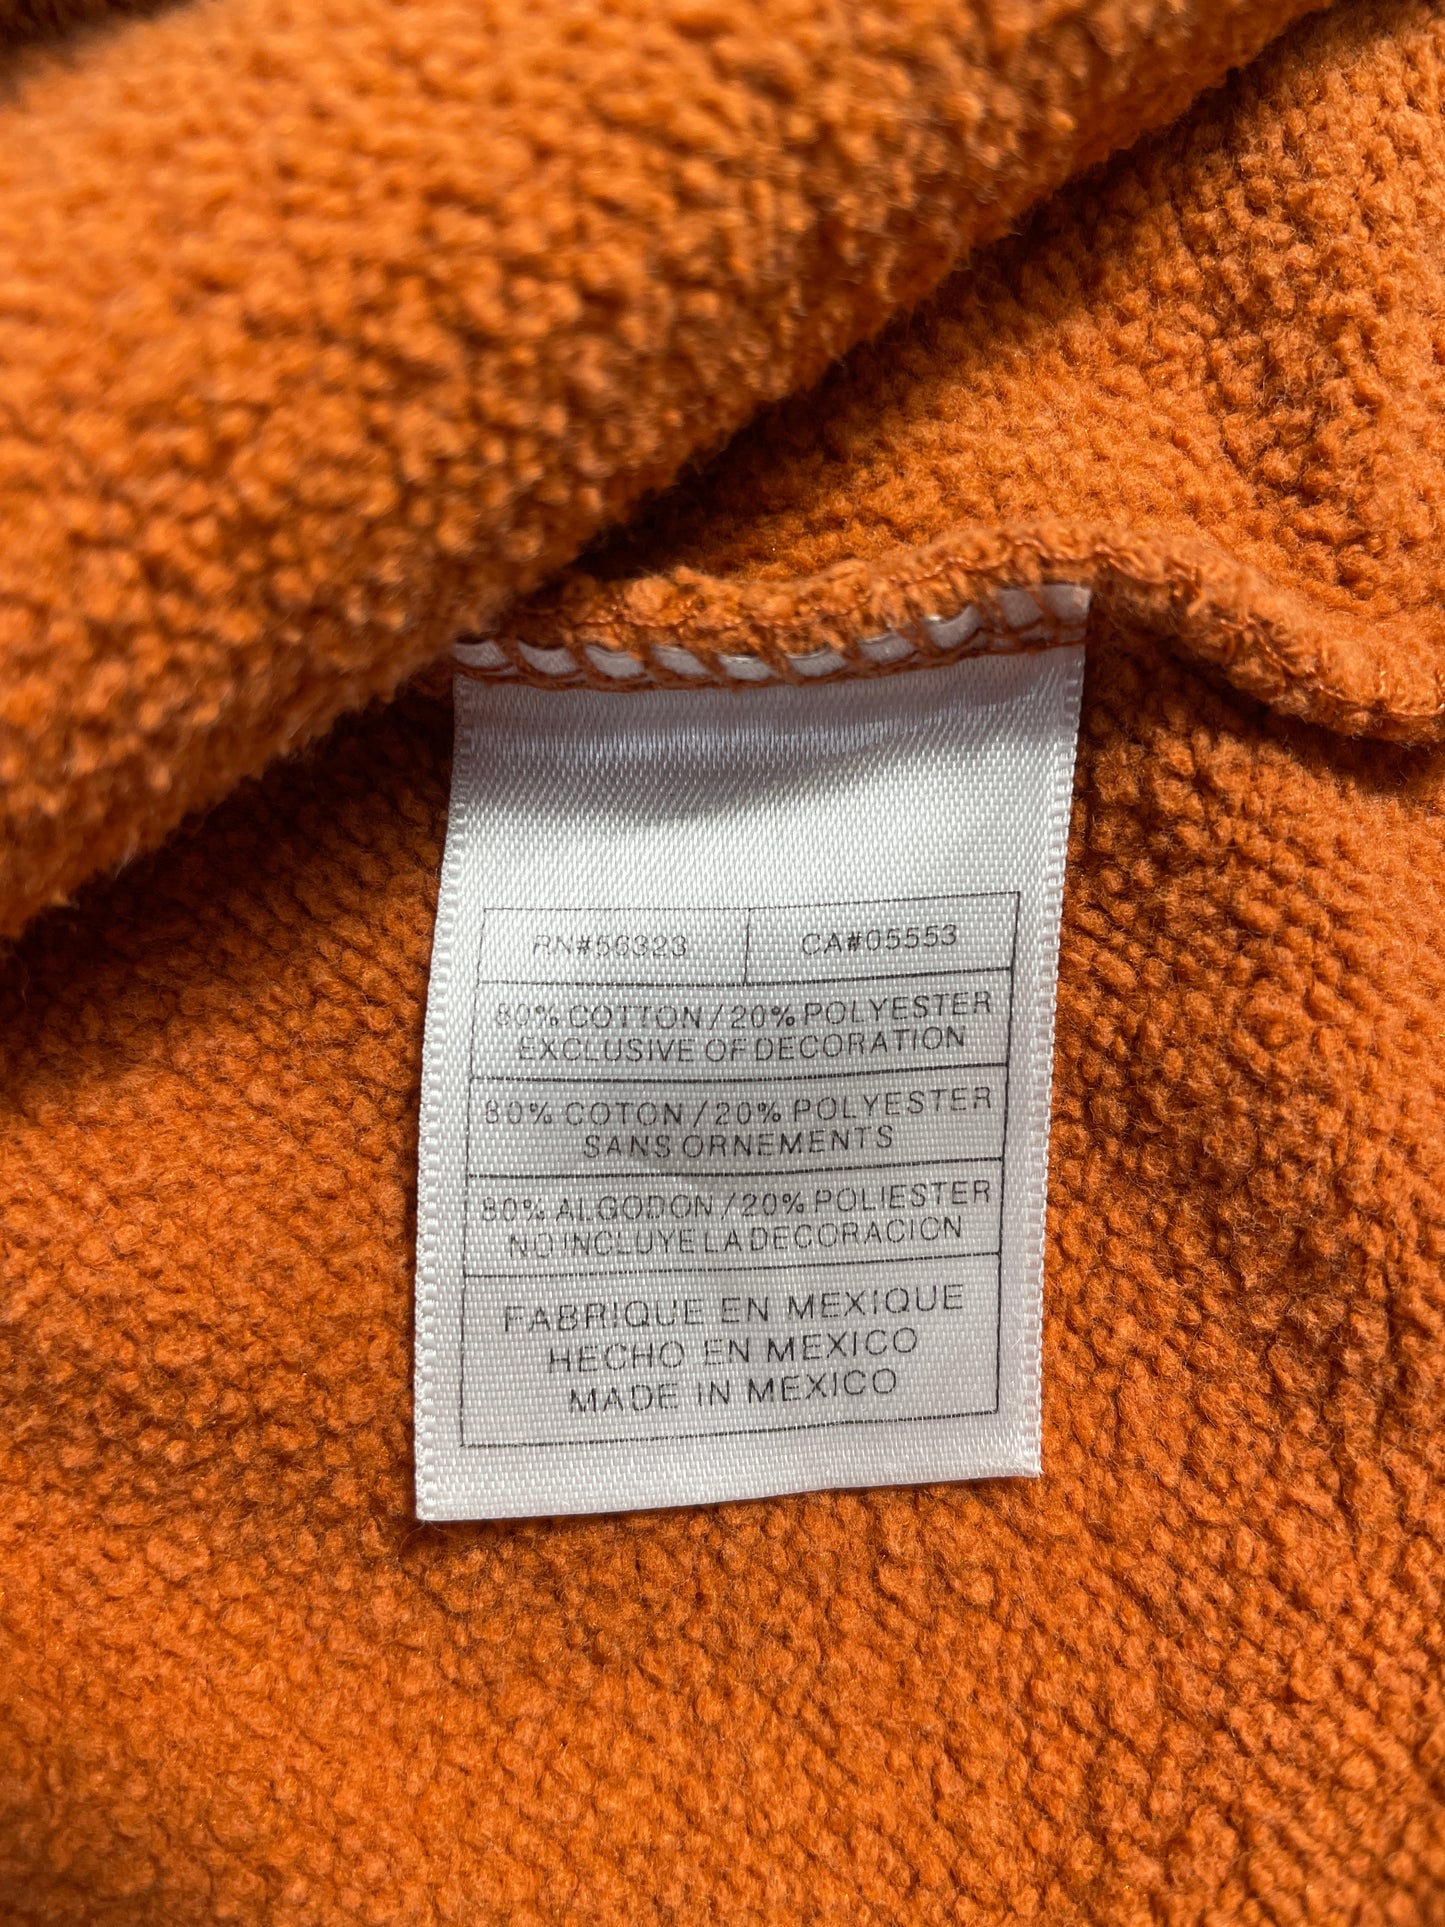 RN#56323 CA#05553
80% COTTON / 20% POLYESTER
EXCLUSIVE OF DECORATION
80% COTON / 20% POLYESTER
SANS ORNEMENTS
80% ALGODON / 20% POLIESTER
NO INCLUYE LA DECORACION
FABRIQUE EN MEXIQUE
HECHO EN MEXICO
MADE IN MEXICO